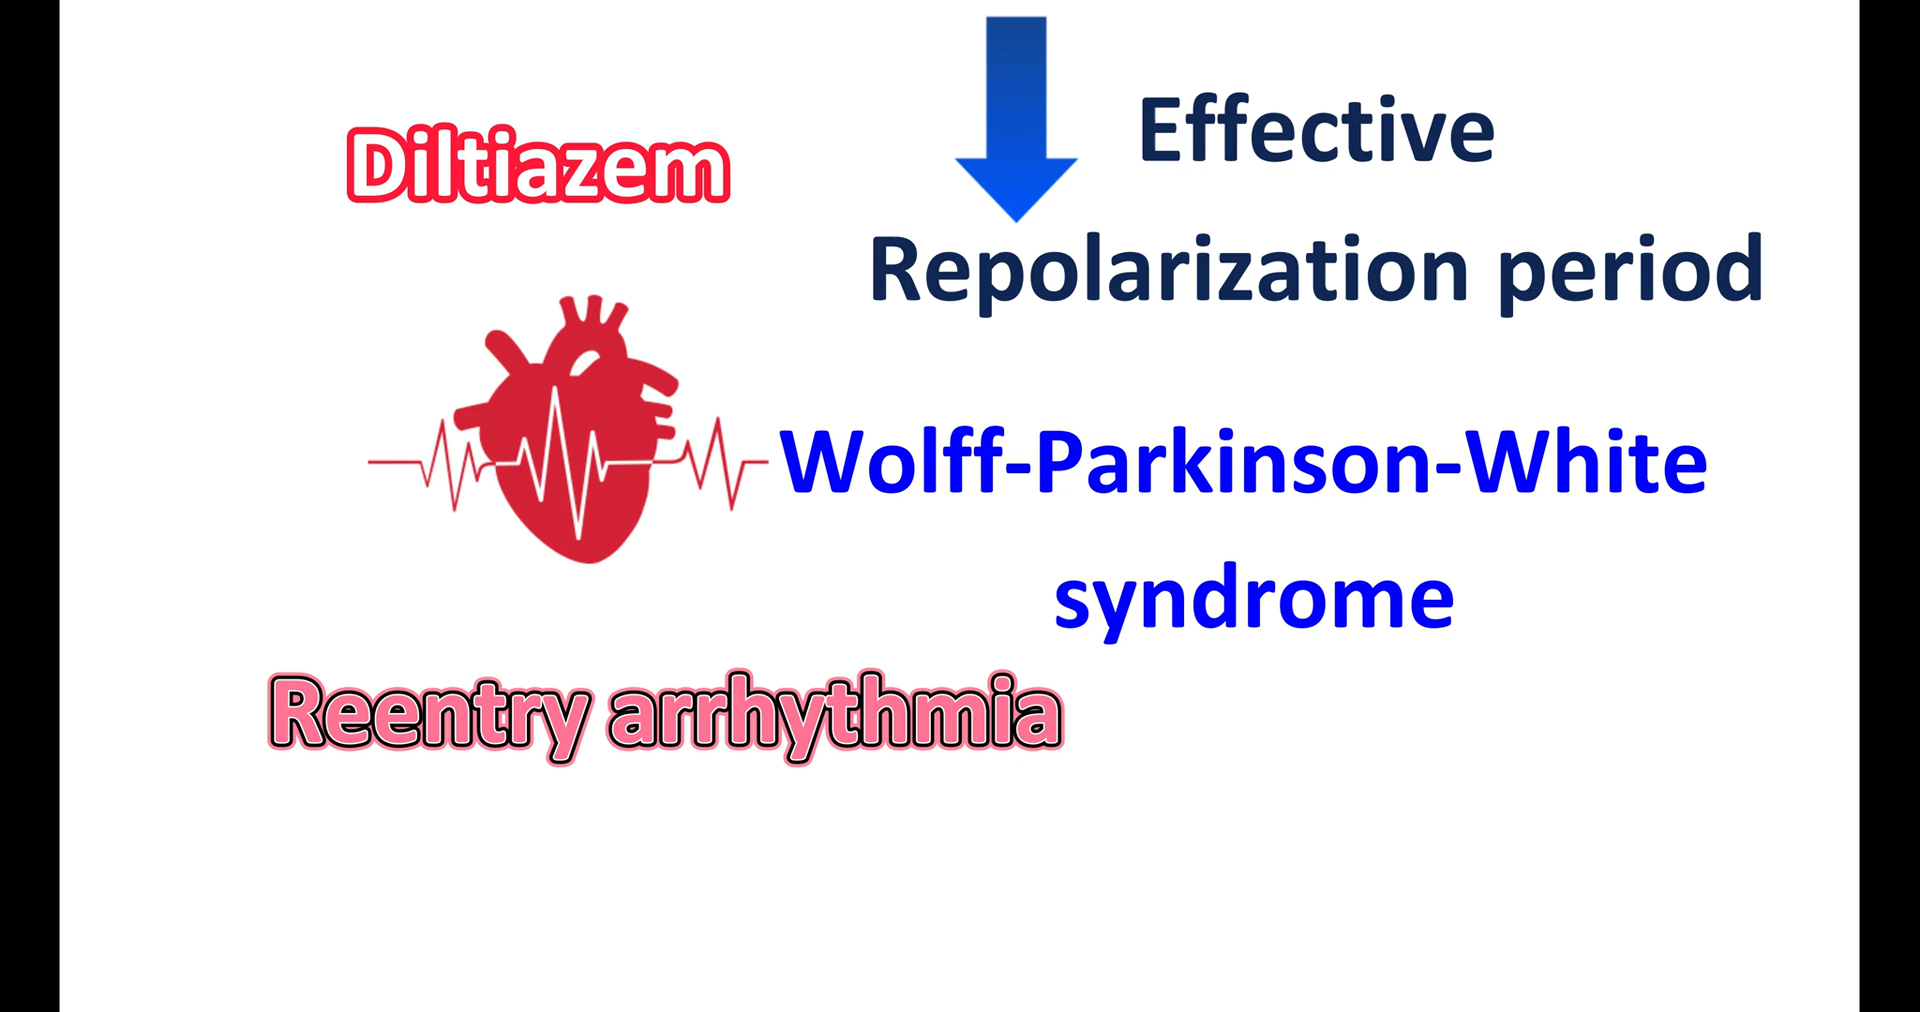 Diltiazem
Effective
Repolarization period
Wolff-Parkinson-White
syndrome
Reentry arrhythmia